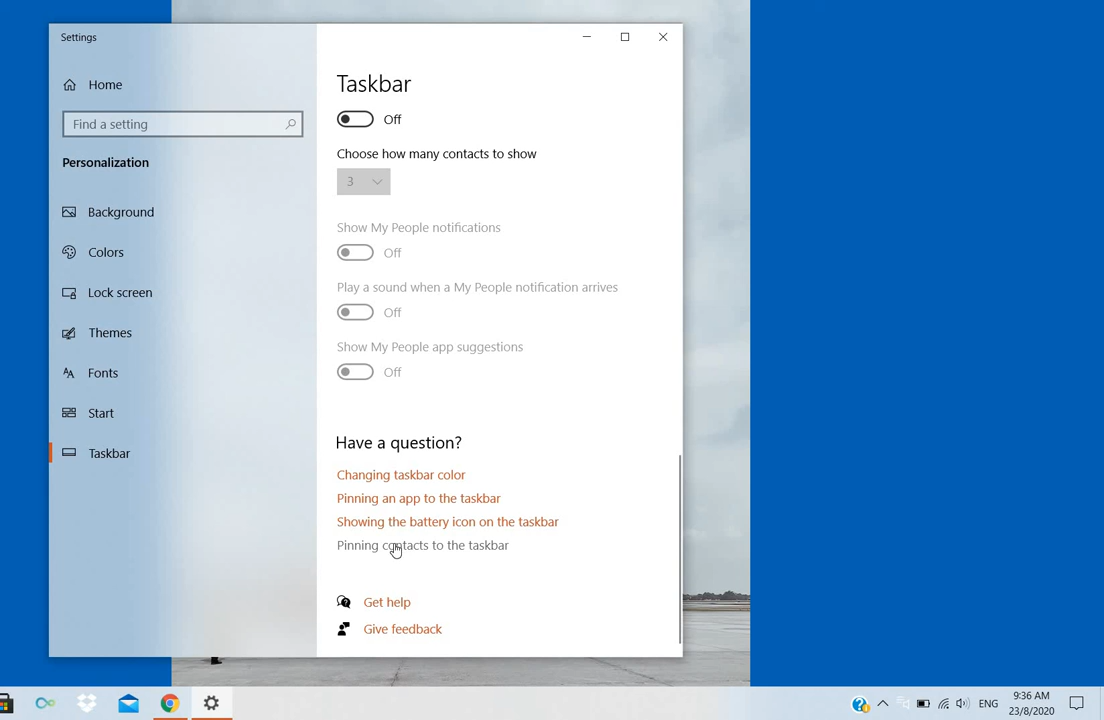 Settings
Home
Find a setting
Personalization
Background
Colors
Lock screen
Themes
Fonts
Start
Taskbar
Taskbar
Off
Choose how many contacts to show
3
Show My People notifications
Off
Play a sound when a My People notification arrives
Off
Show My People app suggestions
Off
Have a question?
Changing taskbar color
Pinning an app to the taskbar
Showing the battery icon on the taskbar
Pinning contacts to the taskbar
Get help
Give feedback
ENG
9:36 AM
23/8/2020